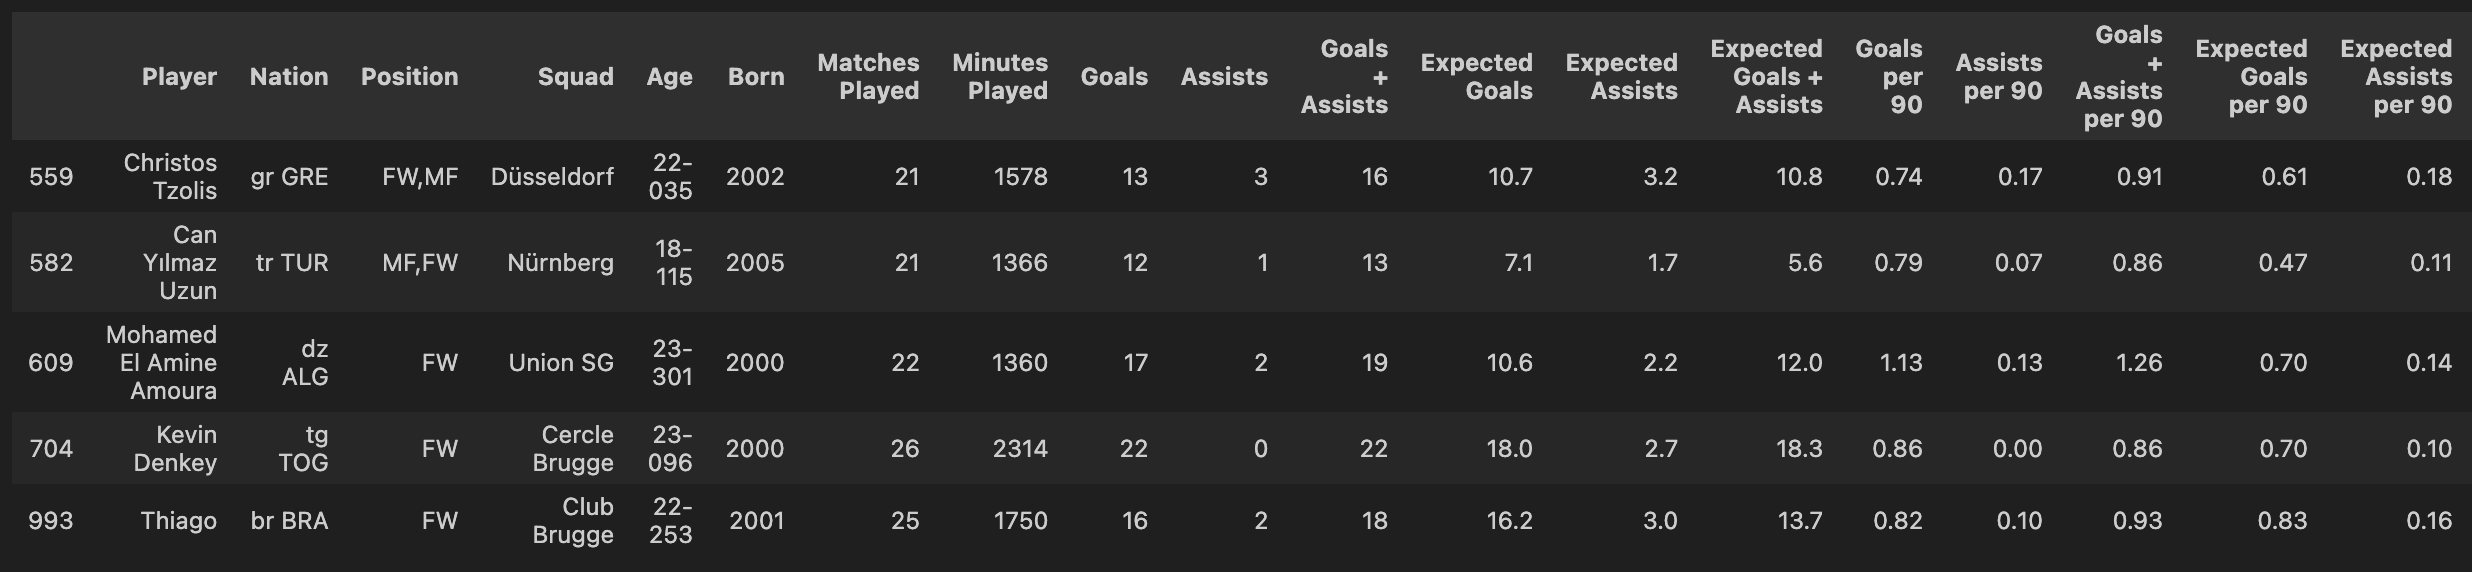 Player Nation Position Squad Age Born Matches Played Minutes Played Goals Assists Goals + Assists Expected Goals Expected Assists Expected Goals + Assists Goals per 90 Assists per 90 Goals + Assists per 90 Expected Goals per 90 Expected Assists per 90
559 Christos Tzolis gr GRE FW,MF Düsseldorf 22-035 2002 21 1578 13 3 16 10.7 3.2 10.8 0.74 0.17 0.91 0.61 0.18
582 Can Yılmaz Uzun tr TUR MF,FW Nürnberg 18-115 2005 21 1366 12 1 13 7.1 1.7 5.6 0.79 0.07 0.86 0.47 0.11
609 Mohamed El Amine Amoura dz ALG FW Union SG 23-301 2000 22 1360 17 2 19 10.6 2.2 12.0 1.13 0.13 1.26 0.70 0.14
704 Kevin Denkey tg TOG FW Cercle Brugge 23-096 2000 26 2314 22 0 22 18.0 2.7 18.3 0.86 0.00 0.86 0.70 0.10
993 Thiago br BRA FW Club Brugge 22-253 2001 25 1750 16 2 18 16.2 3.0 13.7 0.82 0.10 0.93 0.83 0.16